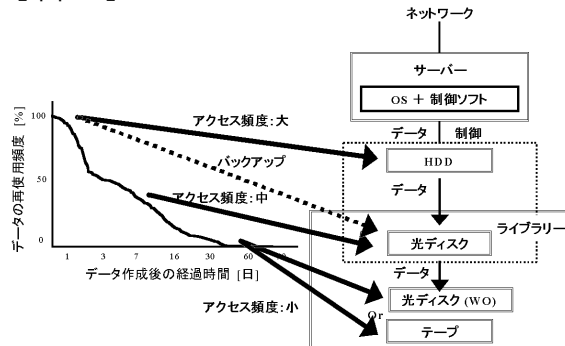 ネットワーク
サーバー
OS + 制御ソフト
データ 制御
HDD
データ
ライブラリー
光ディスク
データ
光ディスク (WO)
Or
テープ
データの再使用頻度 [%]
100
50
0
1 3 7 16 30 60
データ作成後の経過時間 [日]
アクセス頻度:大
バックアップ
アクセス頻度:中
アクセス頻度:小